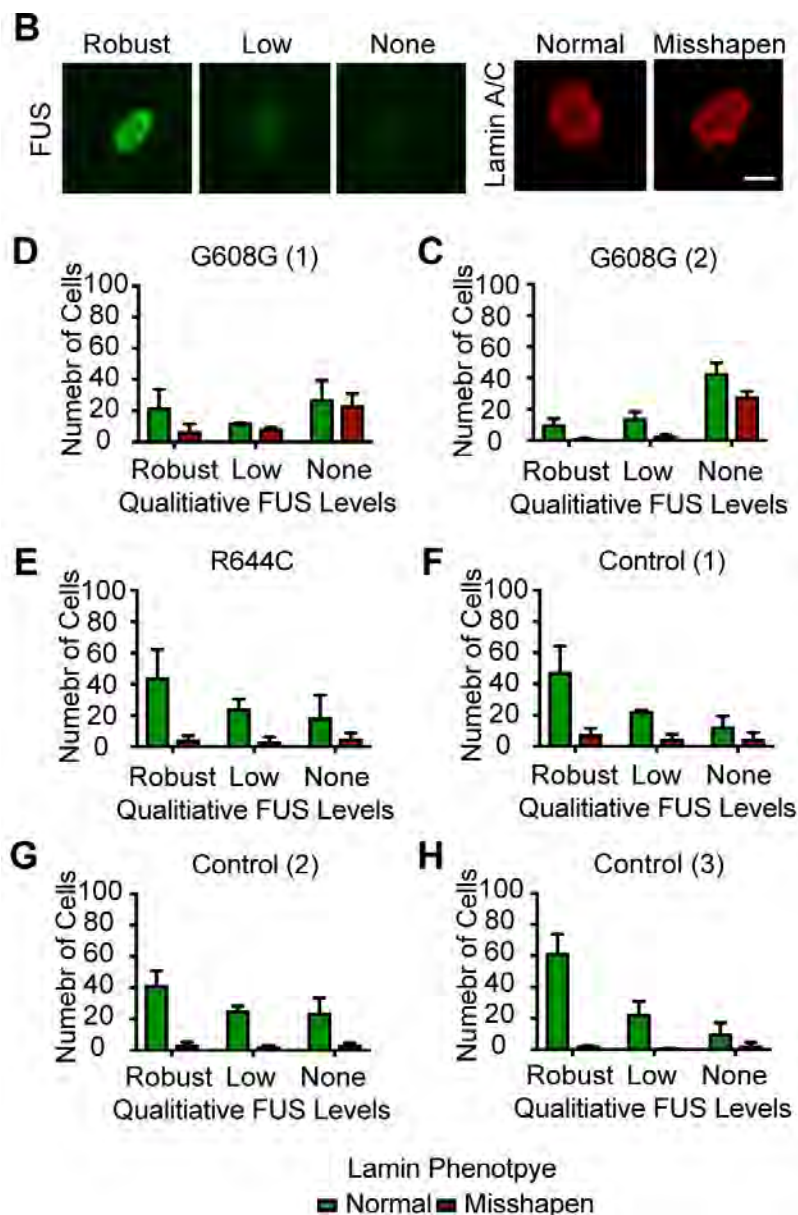 B
Robust Low None Normal Misshapen
FUS
Lamin A/C
D
G608G (1)
Numebr of Cells
100
80
60
40
20
0
Robust Low None
Qualitiative FUS Levels
C
G608G (2)
Numebr of Cells
100
80
60
40
20
0
Robust Low None
Qualitiative FUS Levels
E
R644C
Numebr of Cells
100
80
60
40
20
0
Robust Low None
Qualitiative FUS Levels
F
Control (1)
Numebr of Cells
100
80
60
40
20
0
Robust Low None
Qualitiative FUS Levels
G
Control (2)
Numebr of Cells
100
80
60
40
20
0
Robust Low None
Qualitiative FUS Levels
H
Control (3)
Numebr of Cells
100
80
60
40
20
0
Robust Low None
Qualitiative FUS Levels
Lamin Phenotpye
Normal Misshapen